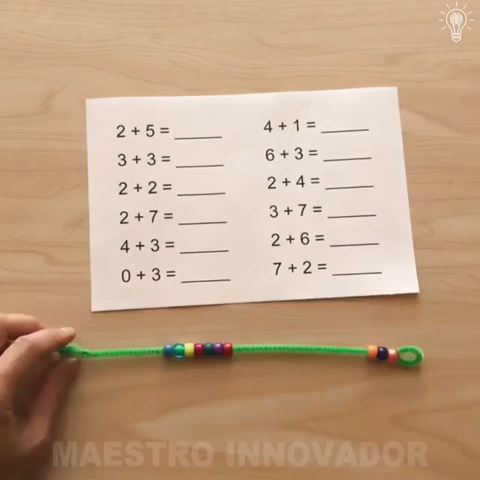 2 + 5 = ______
3 + 3 = ______
2 + 2 = ______
2 + 7 = ______
4 + 3 = ______
0 + 3 = ______
4 + 1 = ______
6 + 3 = ______
2 + 4 = ______
3 + 7 = ______
2 + 6 = ______
7 + 2 = ______
MAESTRO INNOVADOR